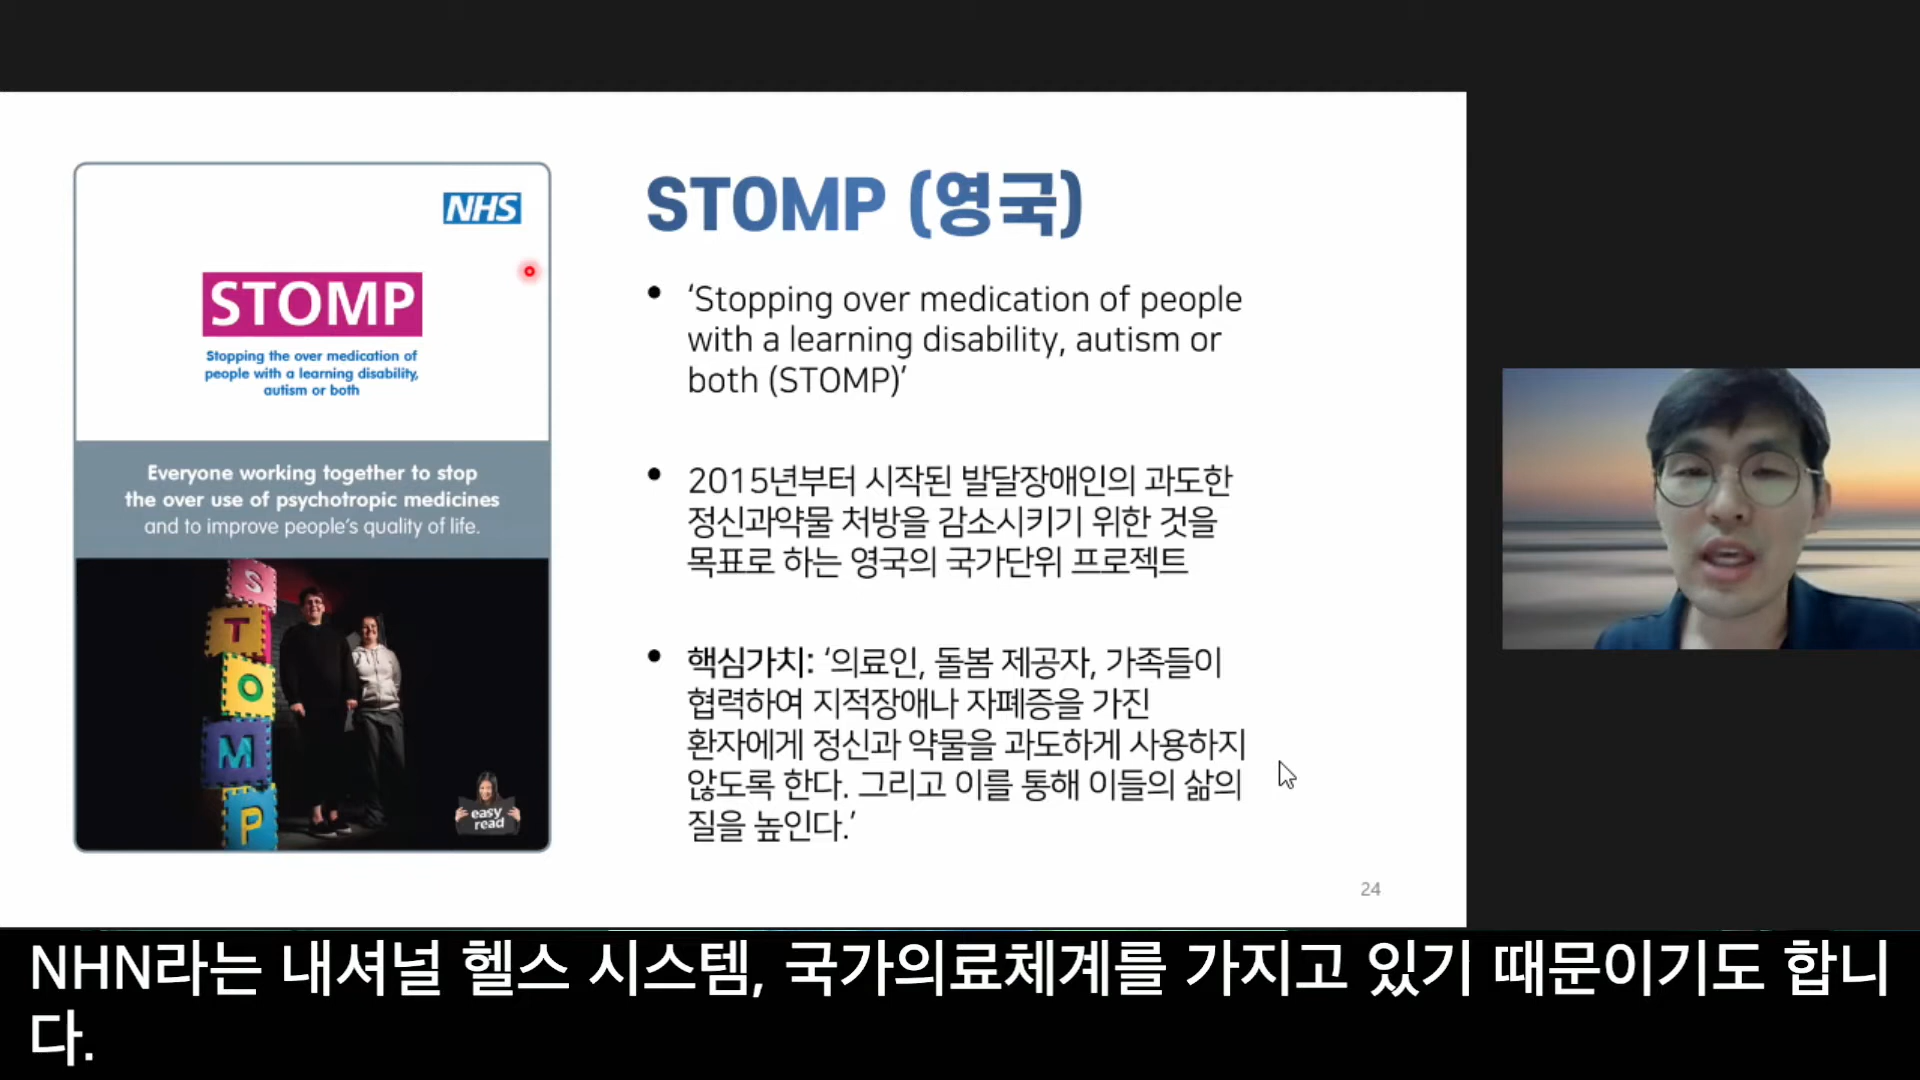 NHS
STOMP
Stopping the over medication of
people with a learning disability,
autism or both
Everyone working together to stop
the over use of psychotropic medicines
and to improve people's quality of life.
S
T
O
M
P
easy
read
STOMP (영국)
• ‘Stopping over medication of people
with a learning disability, autism or
both (STOMP)’
• 2015년부터 시작된 발달장애인의 과도한
정신과약물 처방을 감소시키기 위한 것을
목표로 하는 영국의 국가단위 프로젝트
• 핵심가치: ‘의료인, 돌봄 제공자, 가족들이
협력하여 지적장애나 자폐증을 가진
환자에게 정신과 약물을 과도하게 사용하지
않도록 한다. 그리고 이를 통해 이들의 삶의
질을 높인다.’
24
NHN라는 내셔널 헬스 시스템, 국가의료체계를 가지고 있기 때문이기도 합니
다.